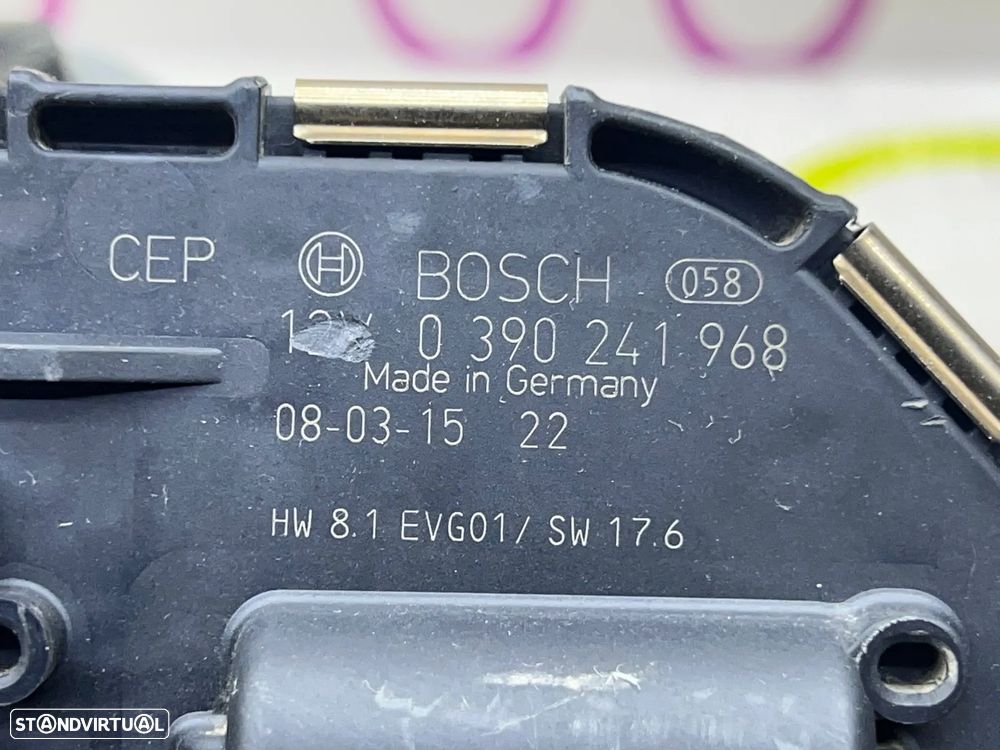 CEP BOSCH 058
0 390 241 968
Made in Germany
08-03-15 22
HW 8.1 EVG01/ SW 17.6
STANDVIRTUAL